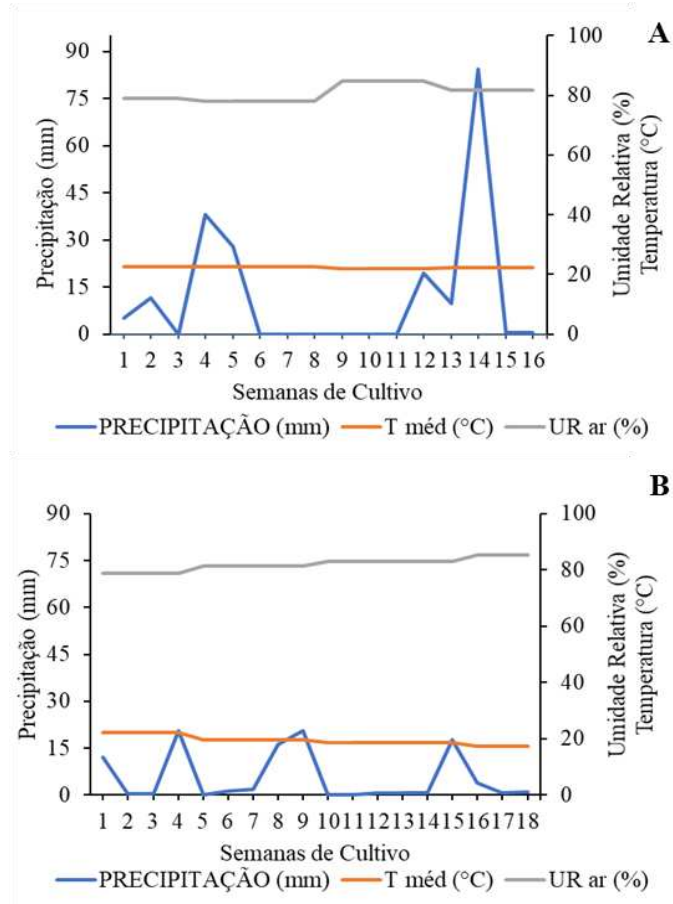 A
90
75
60
45
30
15
0
Precipitação (mm)
100
80
60
40
20
0
Umidade Relativa (%)
Temperatura (°C)
1 2 3 4 5 6 7 8 9 10 11 12 13 14 15 16
Semanas de Cultivo
PRECIPITAÇÃO (mm) T méd (°C) UR ar (%)
B
90
75
60
45
30
15
0
Precipitação (mm)
100
80
60
40
20
0
Umidade Relativa (%)
Temperatura (°C)
1 2 3 4 5 6 7 8 9 10 11 12 13 14 15 16 17 18
Semanas de Cultivo
PRECIPITAÇÃO (mm) T méd (°C) UR ar (%)